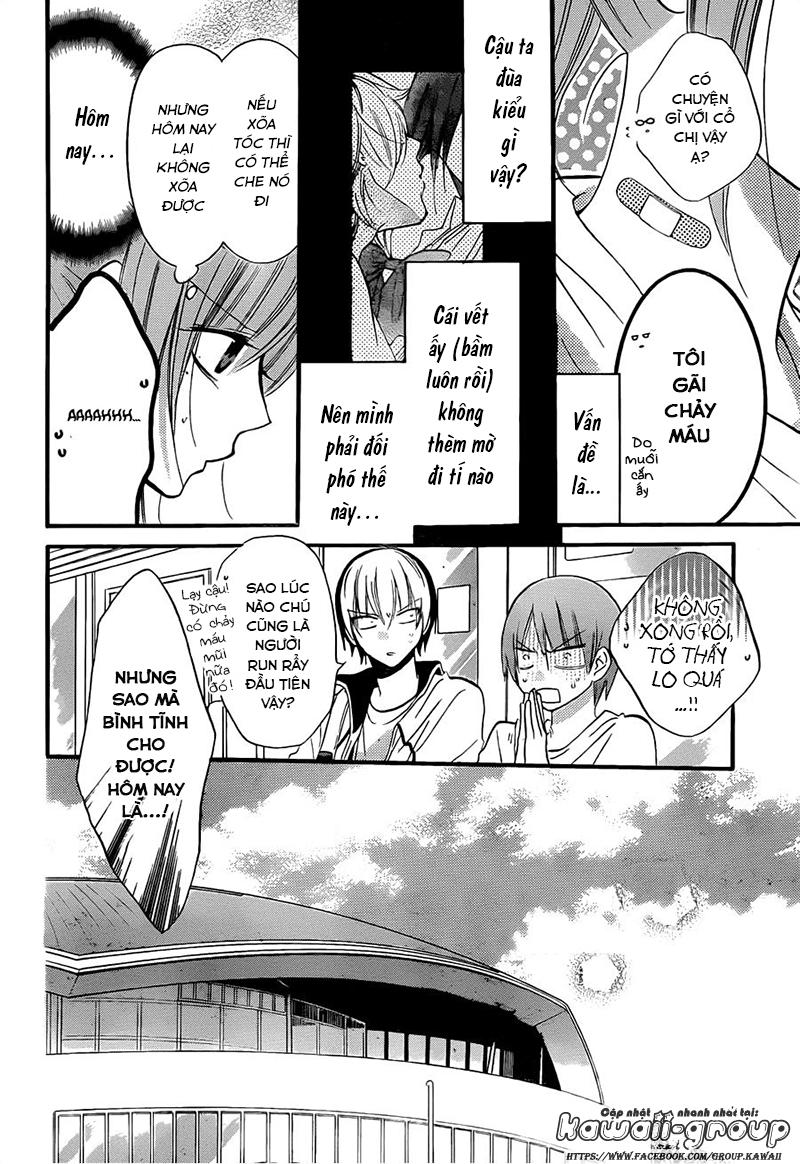 CÓ
CHUYỆN
GÌ VỚI CỔ
CHỊ VẬY
Ạ?
TÔI
GÃI
CHẢY
MÁU
Do
muỗi
cắn
ấy
Cậu ta
đùa
kiểu
gì
vậy?
Vấn
đề
là...
Cái vết
ấy (bầm
luôn rồi)
không
thèm mờ
đi tí nào
Nên mình
phải đối
phó thế
này...
NẾU
XÕA
TÓC THÌ
CÓ THỂ
CHE NÓ
ĐI
NHƯNG
HÔM NAY
LẠI
KHÔNG
XÕA
ĐƯỢC
Hôm
nay...
AAAAHHH...
KHÔNG
XONG RỒI,
TỚ THẤY
LO QUÁ
...!!
SAO LÚC
NÀO CHÚ
CŨNG LÀ
NGƯỜI
RUN RẨY
ĐẦU TIÊN
VẬY?
Lạy cậu!
Đừng
có chảy
máu
mũi
nữa
đó!
NHƯNG
SAO MÀ
BÌNH TĨNH
CHO
ĐƯỢC!
HÔM NAY
LÀ...!
Cập nhật nhanh nhất tại:
kawaii-group
HTTPS://WWW.FACEBOOK.COM/GROUP.KAWAII